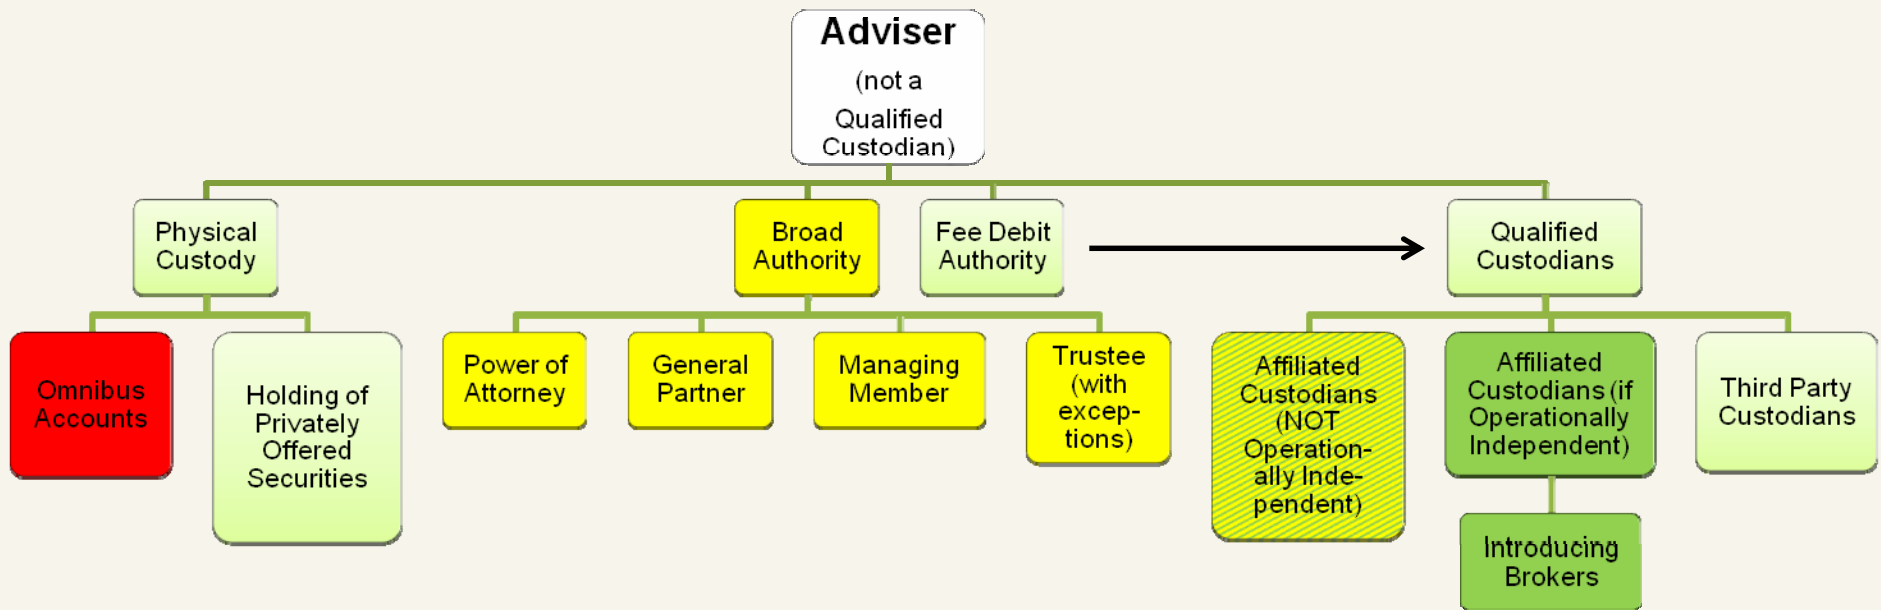 Adviser
(not a
Qualified
Custodian)
Physical
Custody
Broad
Authority
Fee Debit
Authority
Qualified
Custodians
Omnibus
Accounts
Holding of
Privately
Offered
Securities
Power of
Attorney
General
Partner
Managing
Member
Trustee
(with
excep-
tions)
Affiliated
Custodians
(NOT
Operation-
ally Inde-
pendent)
Affiliated
Custodians (if
Operationally
Independent)
Third Party
Custodians
Introducing
Brokers